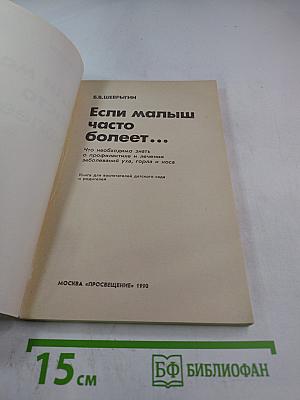 Б.В.ШЕВРЫГИН
Если малыш
часто
болеет...
Что необходимо знать
о профилактике и лечении
заболеваний уха, горла и носа
Книга для воспитателей детского сада
и родителей
МОСКВА «ПРОСВЕЩЕНИЕ» 1990
15 см
БФ БИБЛИОФАН